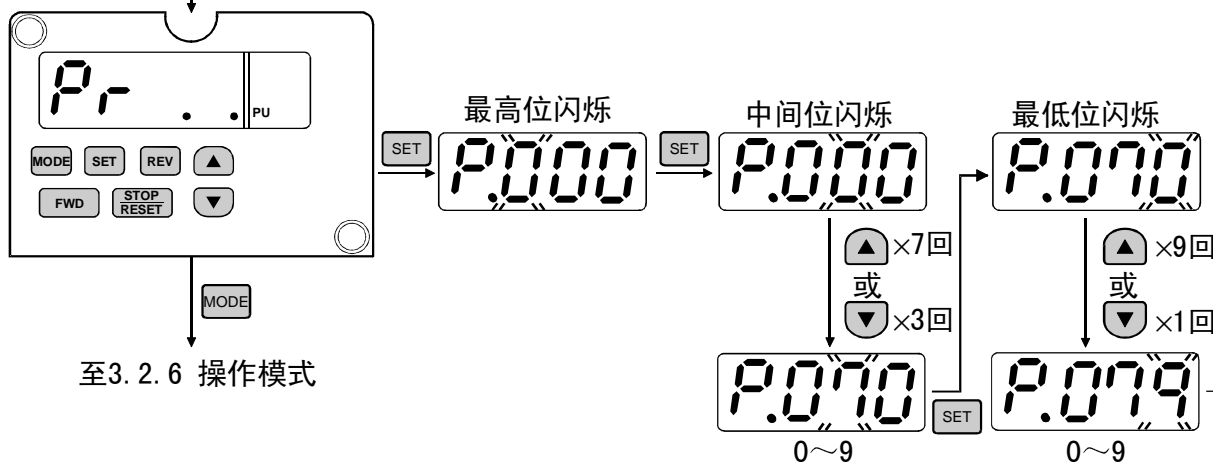 Pr ..
PU
MODE SET REV ▲
FWD STOP/RESET ▼
MODE
至3.2.6 操作模式
SET
最高位闪烁
P.000
SET
中间位闪烁
P.000
▲ ×7回
或
▼ ×3回
P.070
0～9
SET
最低位闪烁
P.070
▲ ×9回
或
▼ ×1回
P.079
0～9